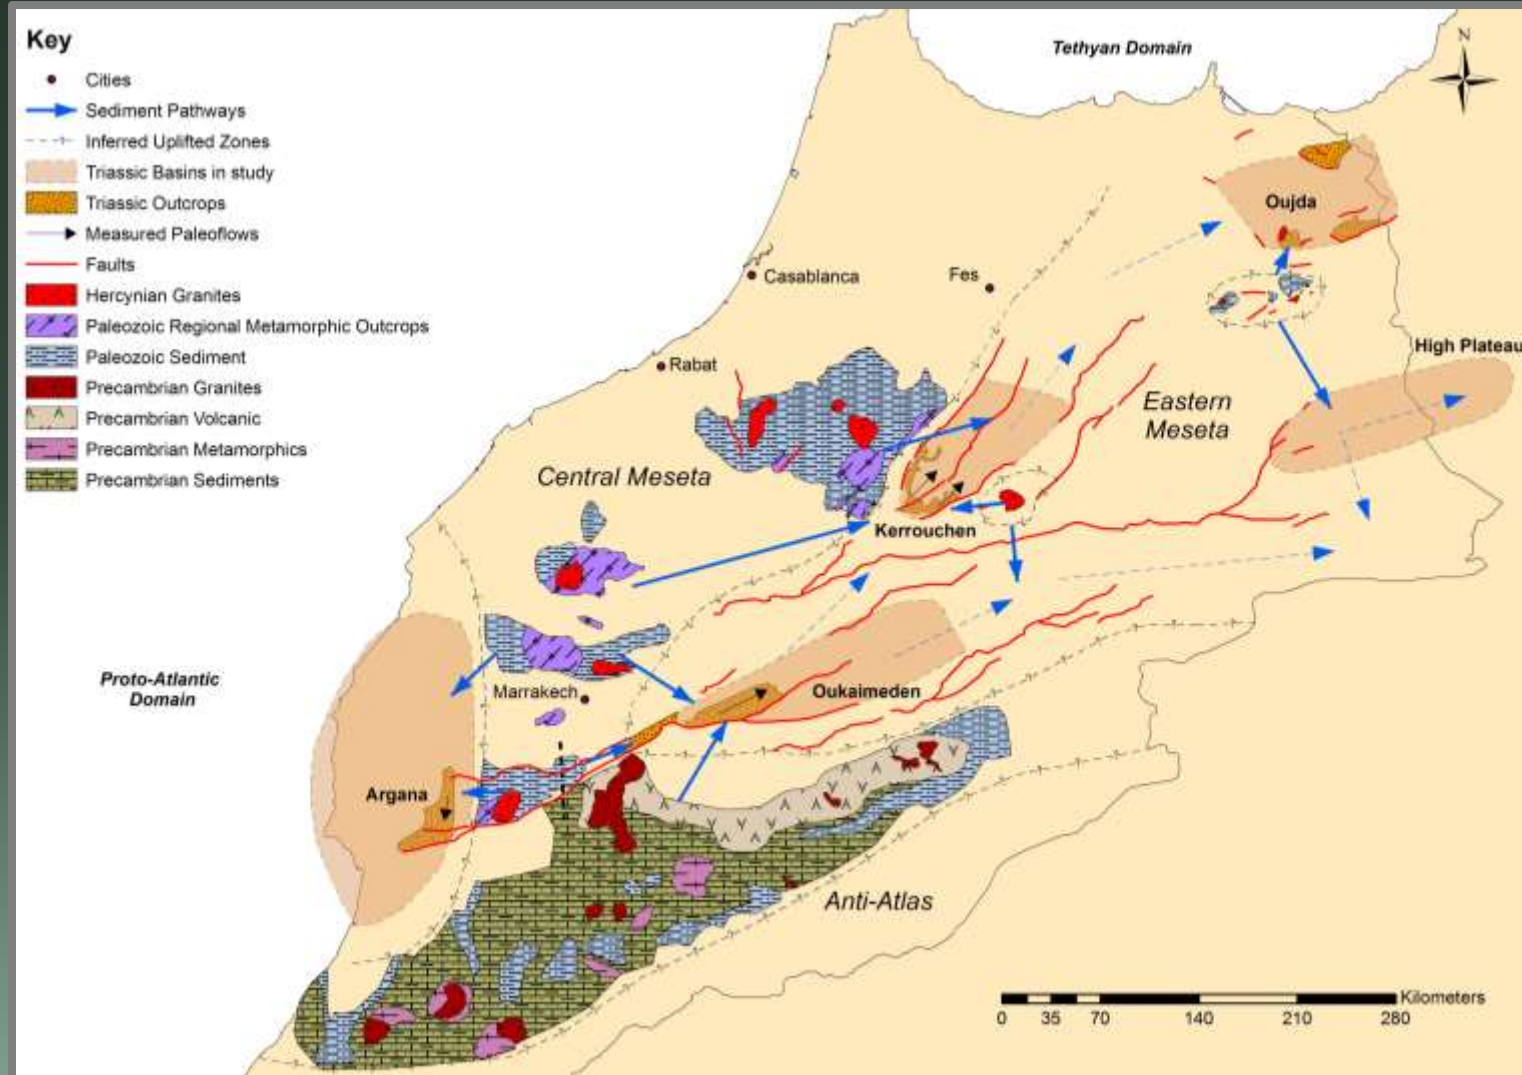 Key
Cities
Sediment Pathways
Inferred Uplifted Zones
Triassic Basins in study
Triassic Outcrops
Measured Paleoflows
Faults
Hercynian Granites
Paleozoic Regional Metamorphic Outcrops
Paleozoic Sediment
Precambrian Granites
Precambrian Volcanic
Precambrian Metamorphics
Precambrian Sediments
Tethyan Domain
N
Oujda
Casablanca
Fes
High Plateau
Rabat
Eastern
Meseta
Central Meseta
Kerrouchen
Proto-Atlantic
Domain
Marrakech
Oukaimeden
Argana
Anti-Atlas
Kilometers
0 35 70 140 210 280